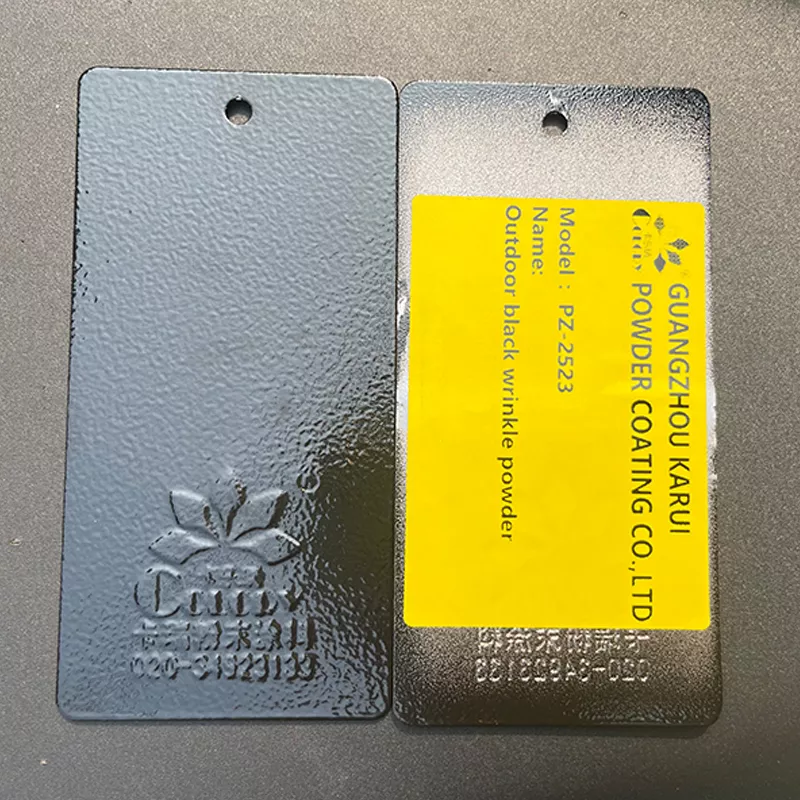 GUANGZHOU KARUI
POWDER COATING CO.,LTD
Model : PZ-2523
Name:
Outdoor black wrinkle powder